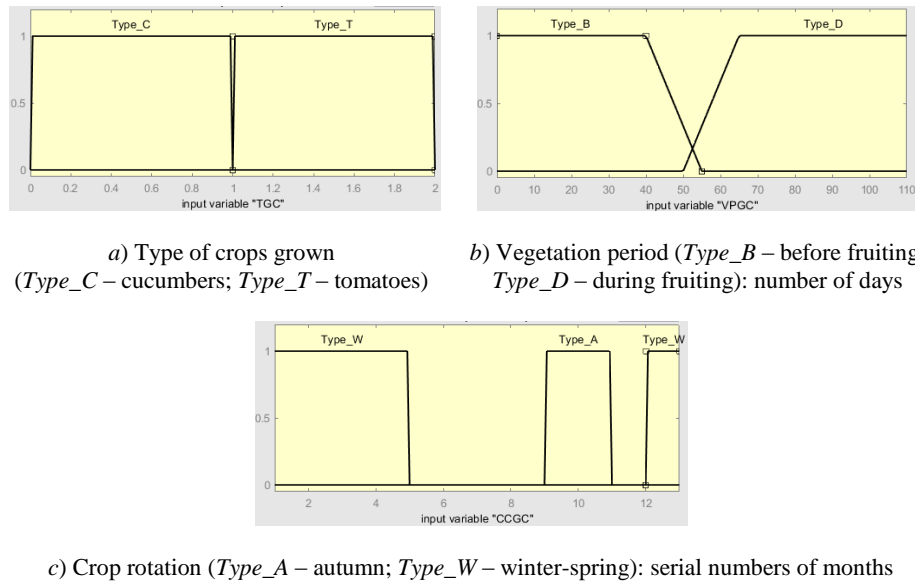 Type_C Type_T
1
0.5
0
0 0.2 0.4 0.6 0.8 1 1.2 1.4 1.6 1.8 2
input variable "TGC"
Type_B Type_D
1
0.5
0
0 10 20 30 40 50 60 70 80 90 100 110
input variable "VPGC"
a) Type of crops grown
(Type_C – cucumbers; Type_T – tomatoes)
b) Vegetation period (Type_B – before fruiting
Type_D – during fruiting): number of days
Type_W Type_A Type_W
1
0.5
0
2 4 6 8 10 12
input variable "CCGC"
c) Crop rotation (Type_A – autumn; Type_W – winter-spring): serial numbers of months